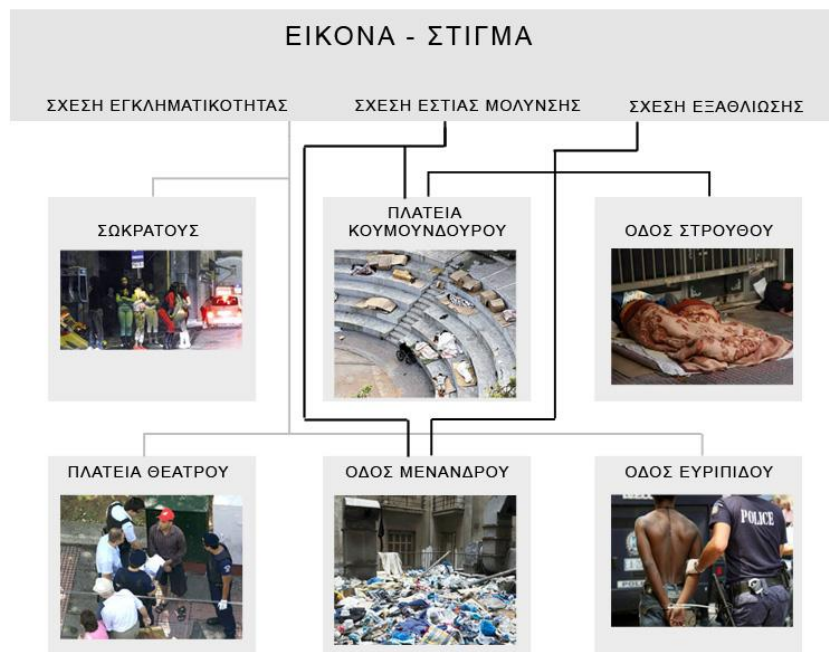 ΕΙΚΟΝΑ - ΣΤΙΓΜΑ
ΣΧΕΣΗ ΕΓΚΛΗΜΑΤΙΚΟΤΗΤΑΣ
ΣΧΕΣΗ ΕΣΤΙΑΣ ΜΟΛΥΝΣΗΣ
ΣΧΕΣΗ ΕΞΑΘΛΙΩΣΗΣ
ΣΩΚΡΑΤΟΥΣ
ΠΛΑΤΕΙΑ
ΚΟΥΜΟΥΝΔΟΥΡΟΥ
ΟΔΟΣ ΣΤΡΟΥΘΟΥ
ΠΛΑΤΕΙΑ ΘΕΑΤΡΟΥ
ΟΔΟΣ ΜΕΝΑΝΔΡΟΥ
ΟΔΟΣ ΕΥΡΙΠΙΔΟΥ
POLICE